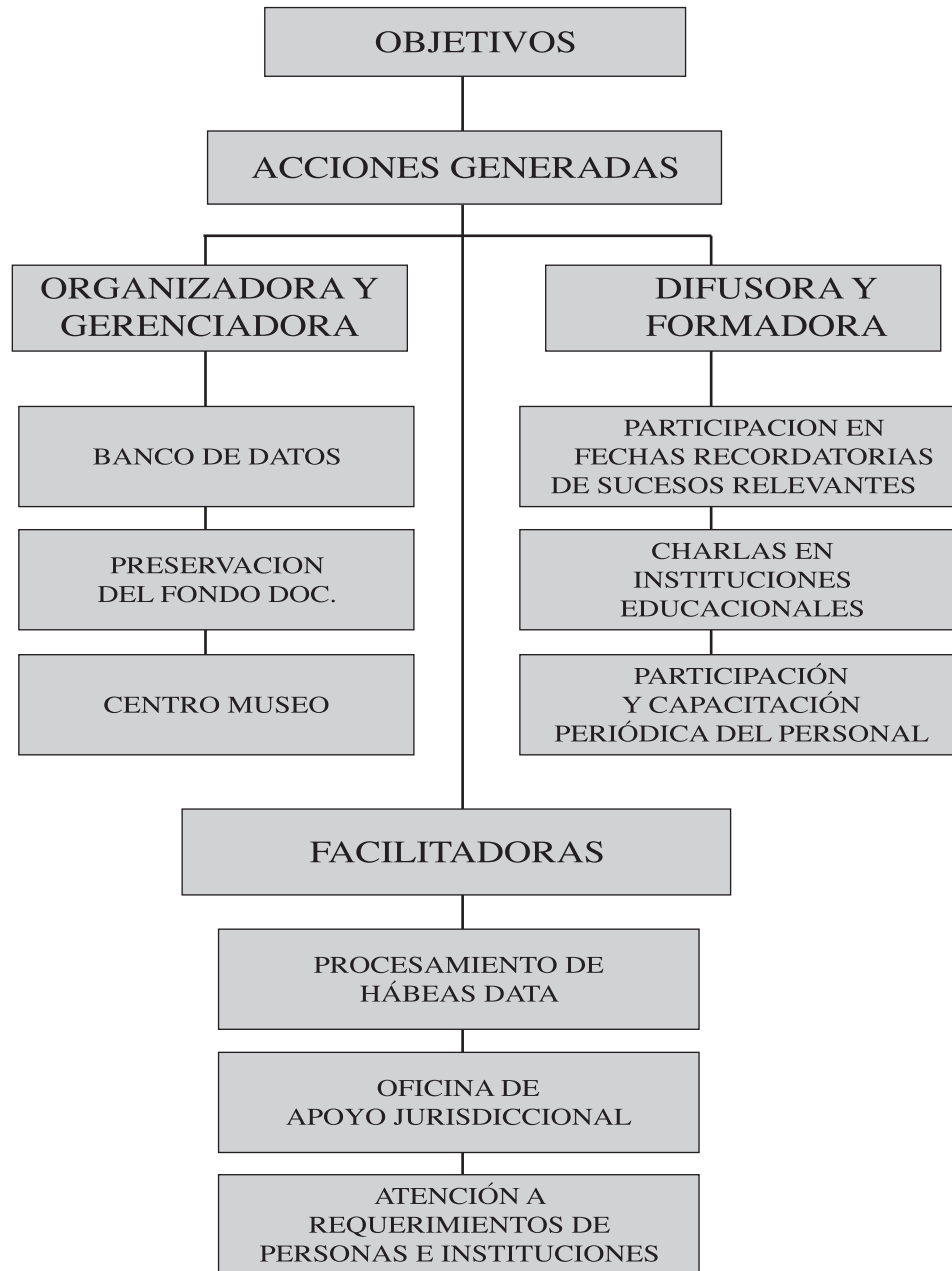 OBJETIVOS
ACCIONES GENERADAS
ORGANIZADORA Y
GERENCIADORA
BANCO DE DATOS
PRESERVACION
DEL FONDO DOC.
CENTRO MUSEO
DIFUSORA Y
FORMADORA
PARTICIPACION EN
FECHAS RECORDATORIAS
DE SUCESOS RELEVANTES
CHARLAS EN
INSTITUCIONES
EDUCACIONALES
PARTICIPACIÓN
Y CAPACITACIÓN
PERIÓDICA DEL PERSONAL
FACILITADORAS
PROCESAMIENTO DE
HÁBEAS DATA
OFICINA DE
APOYO JURISDICCIONAL
ATENCIÓN A
REQUERIMIENTOS DE
PERSONAS E INSTITUCIONES